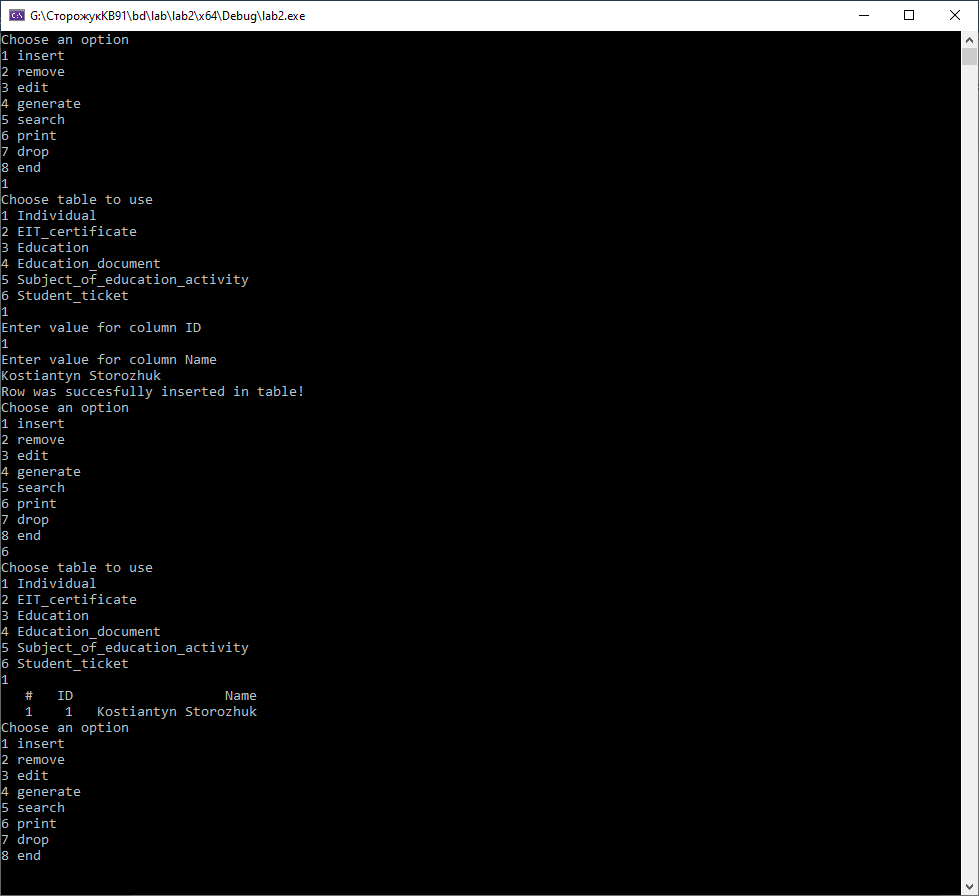 G:\СторожукКВ91\bd\lab\lab2\x64\Debug\lab2.exe
Choose an option
1 insert
2 remove
3 edit
4 generate
5 search
6 print
7 drop
8 end
1
Choose table to use
1 Individual
2 EIT_certificate
3 Education
4 Education_document
5 Subject_of_education_activity
6 Student_ticket
1
Enter value for column ID
1
Enter value for column Name
Kostiantyn Storozhuk
Row was succesfully inserted in table!
Choose an option
1 insert
2 remove
3 edit
4 generate
5 search
6 print
7 drop
8 end
6
Choose table to use
1 Individual
2 EIT_certificate
3 Education
4 Education_document
5 Subject_of_education_activity
6 Student_ticket
1
# ID Name
1 1 Kostiantyn Storozhuk
Choose an option
1 insert
2 remove
3 edit
4 generate
5 search
6 print
7 drop
8 end